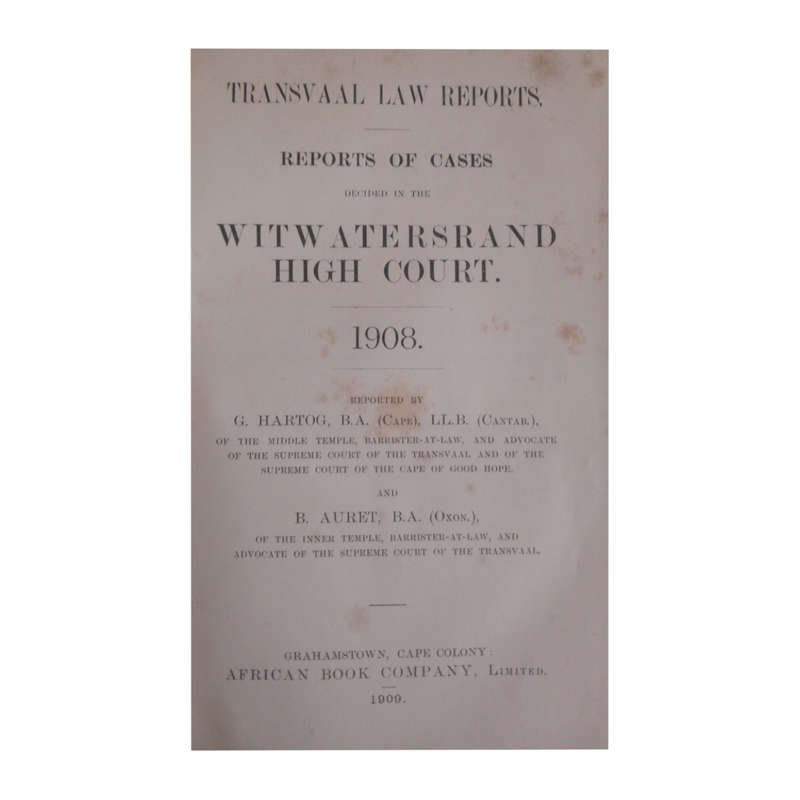 TRANSVAAL LAW REPORTS.
REPORTS OF CASES
DECIDED IN THE
WITWATERSRAND
HIGH COURT.
1908.
REPORTED BY
G. HARTOG, B.A. (CAPE), LL.B. (CANTAB.),
OF THE MIDDLE TEMPLE, BARRISTER-AT-LAW, AND ADVOCATE
OF THE SUPREME COURT OF THE TRANSVAAL AND OF THE
SUPREME COURT OF THE CAPE OF GOOD HOPE.
AND
B. AURET, B.A. (OXON.),
OF THE INNER TEMPLE, BARRISTER-AT-LAW, AND
ADVOCATE OF THE SUPREME COURT OF THE TRANSVAAL.
GRAHAMSTOWN, CAPE COLONY:
AFRICAN BOOK COMPANY, LIMITED.
1909.